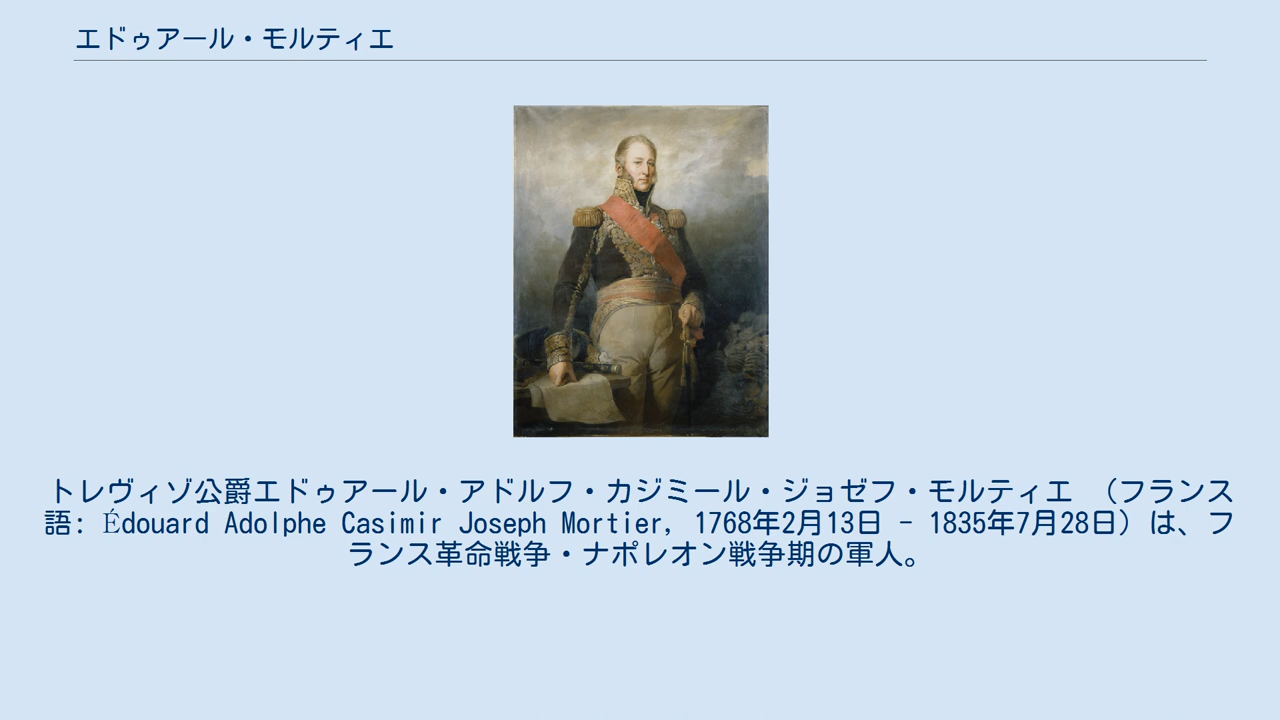 エドゥアール・モルティエ
トレヴィゾ公爵エドゥアール・アドルフ・カジミール・ジョゼフ・モルティエ （フランス
語: Édouard Adolphe Casimir Joseph Mortier, 1768年2月13日 - 1835年7月28日）は、フ
ランス革命戦争・ナポレオン戦争期の軍人。